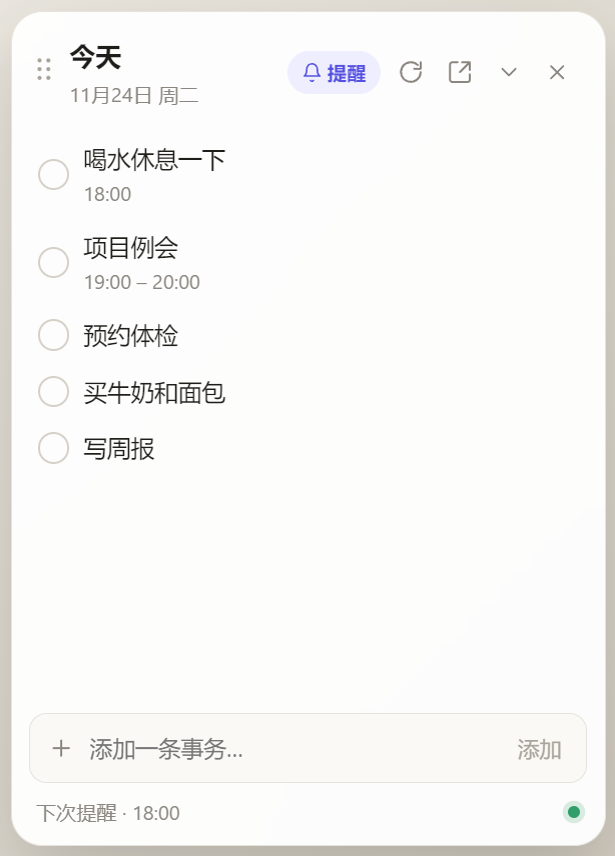 今天
11月24日 周二
提醒
喝水休息一下
18:00
项目例会
19:00 – 20:00
预约体检
买牛奶和面包
写周报
添加一条事务...
添加
下次提醒 · 18:00